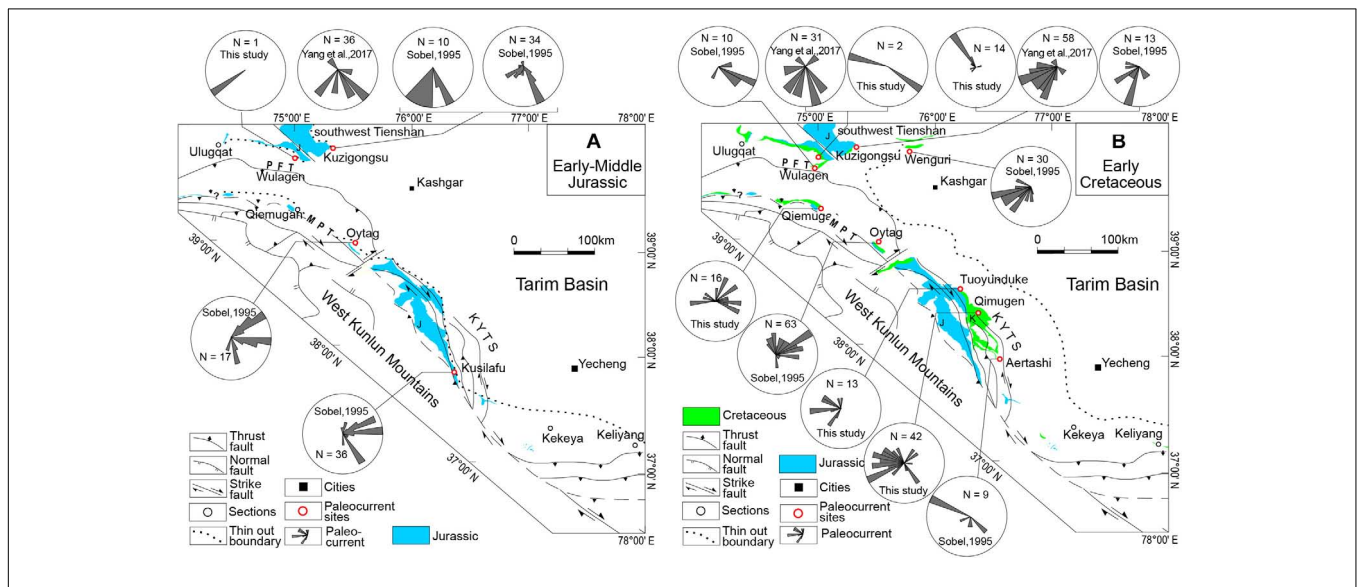 N = 1
This study
N = 36
Yang et al.,2017
N = 10
Sobel,1995
N = 34
Sobel,1995
75°00' E
76°00' E
77°00' E
78°00' E
southwest Tienshan
A
Early-Middle
Jurassic
J
Ulugqat
Kuzigongsu
PFT
Wulagen
Kashgar
?
Qiemugan
MPT
Oytag
0
100km
39°00' N
39°00'N
Tarim Basin
Sobel,1995
N = 17
West Kunlun Mountains
J
KYTS
38°00' N
38°00'N
Yecheng
Kusilafu
Sobel,1995
N = 36
Kekeya
Keliyang
37°00' N
37°00'N
78°00' E
Thrust
fault
Normal
fault
Strike
fault
Sections
Thin out
boundary
Cities
Paleocurrent
sites
Paleo-
current
Jurassic
N = 10
Sobel,1995
N = 31
Yang et al.,2017
N = 2
This study
N = 14
This study
N = 58
Yang et al.,2017
N = 13
Sobel,1995
75°00' E
76°00' E
77°00' E
78°00' E
southwest Tienshan
B
Early
Cretaceous
J
Ulugqat
Kuzigongsu
Wenguri
PFT
Wulagen
Kashgar
N = 30
Sobel,1995
?
Qiemuga
MPT
Oytag
0
100km
39°00' N
39°00'N
Tarim Basin
Tuoyunduke
Qimugen
K
N = 16
This study
N = 63
Sobel,1995
West Kunlun Mountains
J
KYTS
38°00' N
38°00'N
Aertashi
Yecheng
N = 13
This study
N = 42
This study
N = 9
Sobel,1995
Kekeya
Keliyang
37°00' N
37°00'N
78°00' E
Cretaceous
Thrust
fault
Normal
fault
Strike
fault
Sections
Thin out
boundary
Jurassic
Cities
Paleocurrent
sites
Paleocurrent